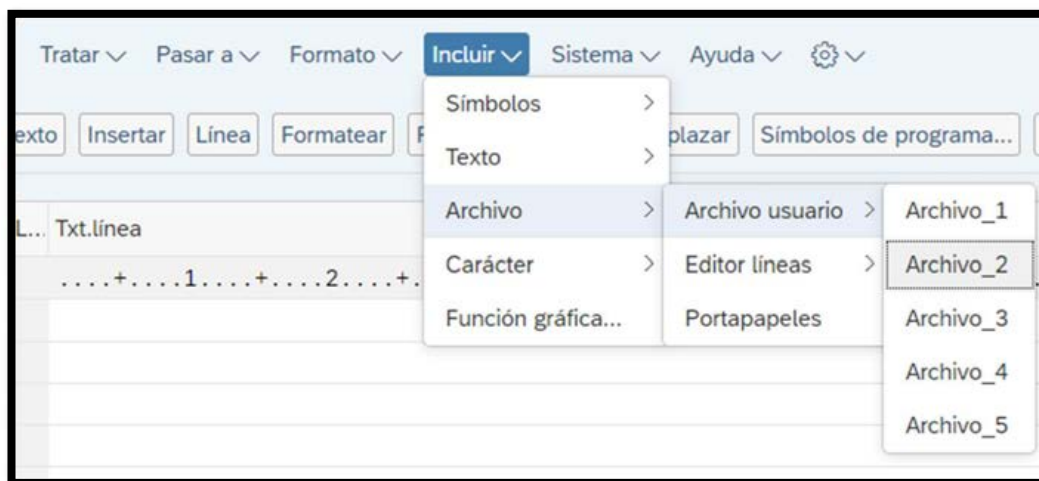 Tratar Pasar a Formato Incluir Sistema Ayuda
Símbolos
exto Insertar Línea Formatear plazar Símbolos de programa...
Texto
L... Txt.línea Archivo Archivo usuario Archivo_1
....+....1....+....2....+. Carácter Editor líneas Archivo_2
Función gráfica... Portapapeles Archivo_3
Archivo_4
Archivo_5